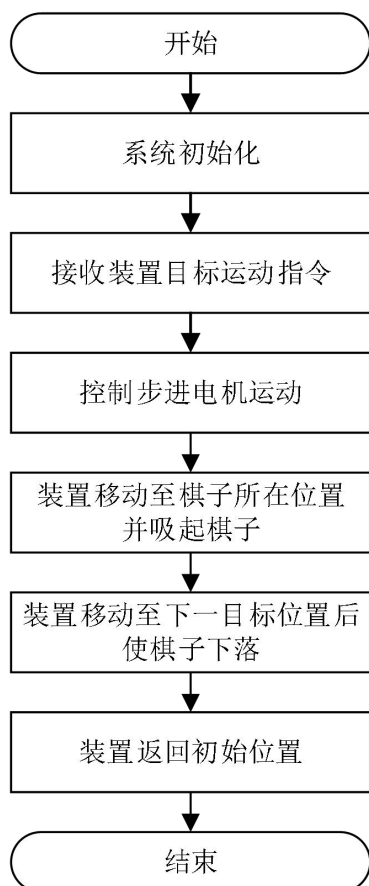 开始
系统初始化
接收装置目标运动指令
控制步进电机运动
装置移动至棋子所在位置
并吸起棋子
装置移动至下一目标位置后
使棋子下落
装置返回初始位置
结束